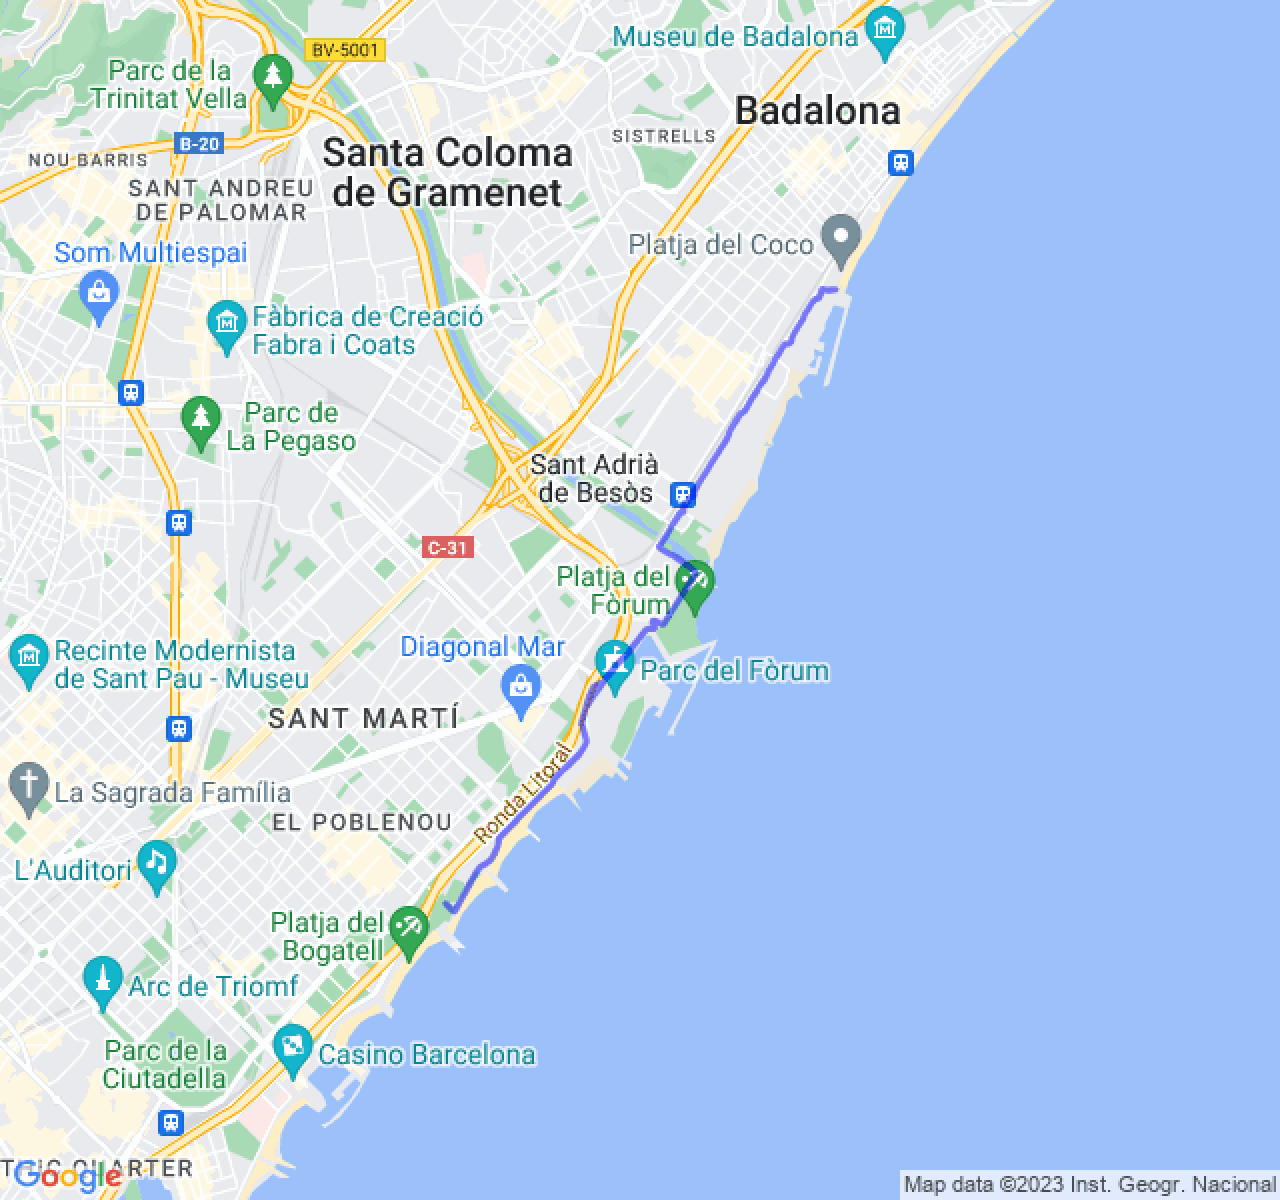 Museu de Badalona
BV-5001
Parc de la
Trinitat Vella
Badalona
B-20
SISTRELLS
NOU BARRIS
Santa Coloma
de Gramenet
SANT ANDREU
DE PALOMAR
Platja del Coco
Som Multiespai
Fàbrica de Creació
Fabra i Coats
Parc de
La Pegaso
Sant Adrià
de Besòs
C-31
Platja del
Fòrum
Recinte Modernista
de Sant Pau - Museu
Diagonal Mar
Parc del Fòrum
SANT MARTÍ
Ronda Litoral
La Sagrada Família
EL POBLENOU
L'Auditori
Platja del
Bogatell
Arc de Triomf
Parc de la
Ciutadella
Casino Barcelona
Google
Map data ©2023 Inst. Geogr. Nacional